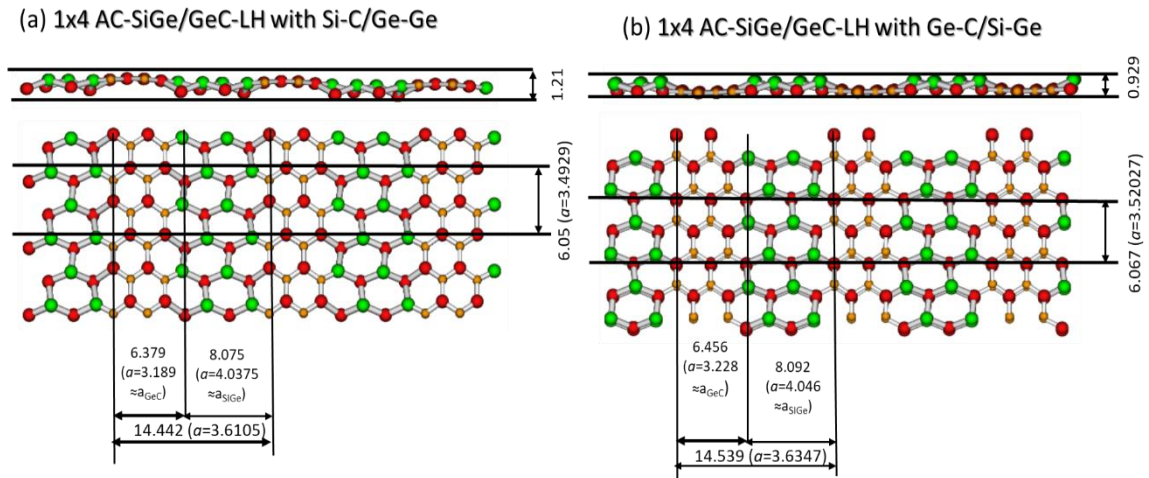 (a) 1x4 AC-SiGe/GeC-LH with Si-C/Ge-Ge
1.21
6.05 (a=3.4929)
6.379
(a=3.189
≈aGeC)
8.075
(a=4.0375
≈aSIGe)
14.442 (a=3.6105)
(b) 1x4 AC-SiGe/GeC-LH with Ge-C/Si-Ge
0.929
6.067 (a=3.52027)
6.456
(a=3.228
≈aGeC)
8.092
(a=4.046
≈aSIGe)
14.539 (a=3.6347)